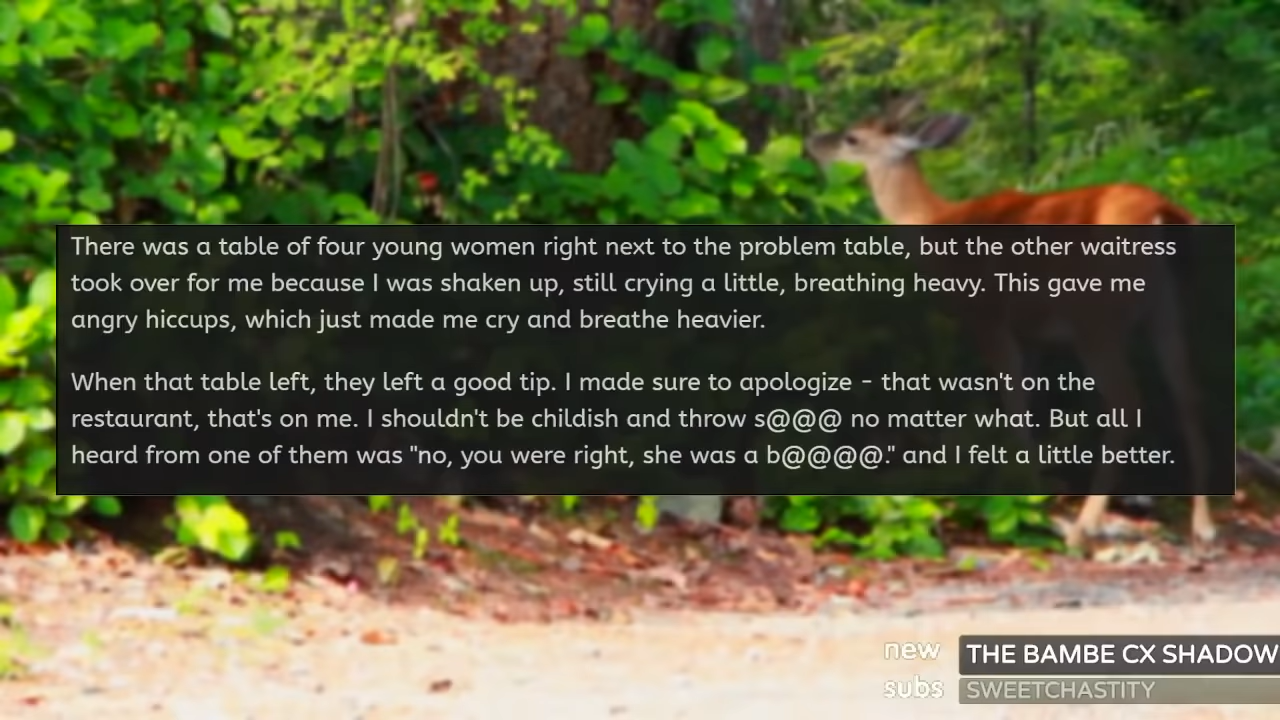 There was a table of four young women right next to the problem table, but the other waitress
took over for me because I was shaken up, still crying a little, breathing heavy. This gave me
angry hiccups, which just made me cry and breathe heavier.
When that table left, they left a good tip. I made sure to apologize - that wasn't on the
restaurant, that's on me. I shouldn't be childish and throw s@@@ no matter what. But all I
heard from one of them was "no, you were right, she was a b@@@@." and I felt a little better.
new THE BAMBE CX SHADOW
subs SWEETCHASTITY